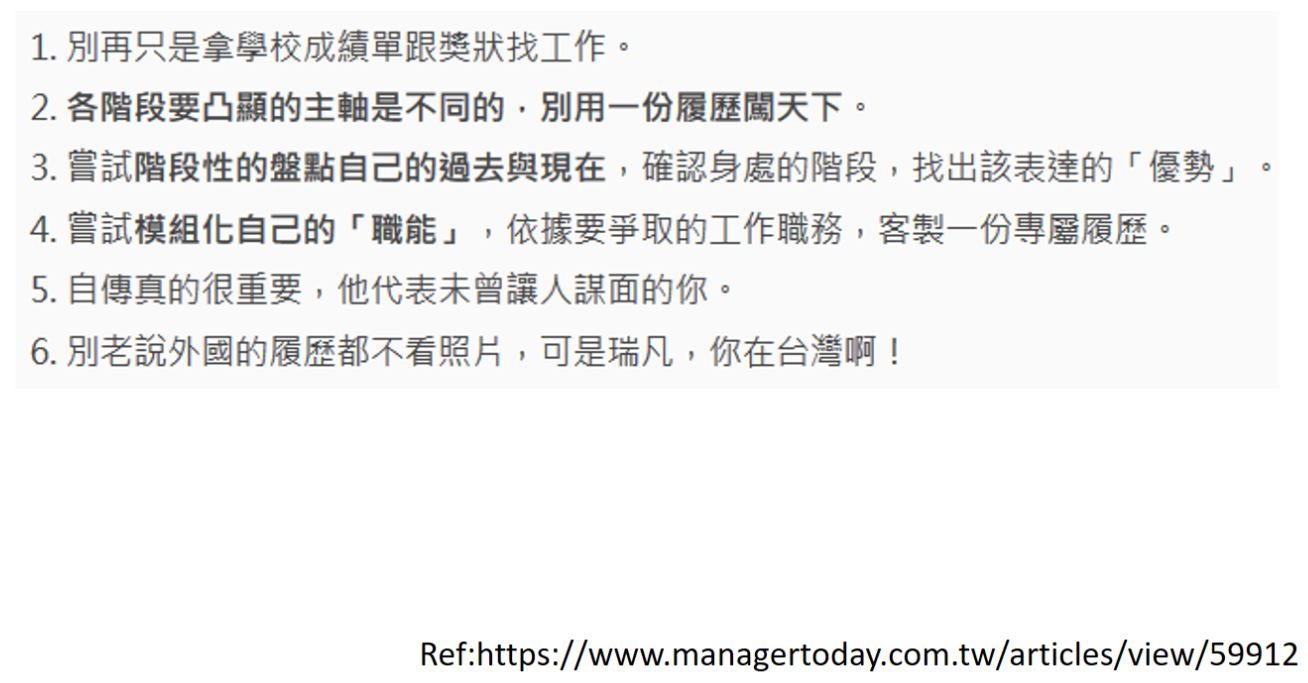 1. 別再只是拿學校成績單跟獎狀找工作。
2. 各階段要凸顯的主軸是不同的，別用一份履歷闖天下。
3. 嘗試階段性的盤點自己的過去與現在，確認身處的階段，找出該表達的「優勢」。
4. 嘗試模組化自己的「職能」，依據要爭取的工作職務，客製一份專屬履歷。
5. 自傳真的很重要，他代表未曾讓人謀面的你。
6. 別老說外國的履歷都不看照片，可是瑞凡，你在台灣啊！
Ref:https://www.managertoday.com.tw/articles/view/59912